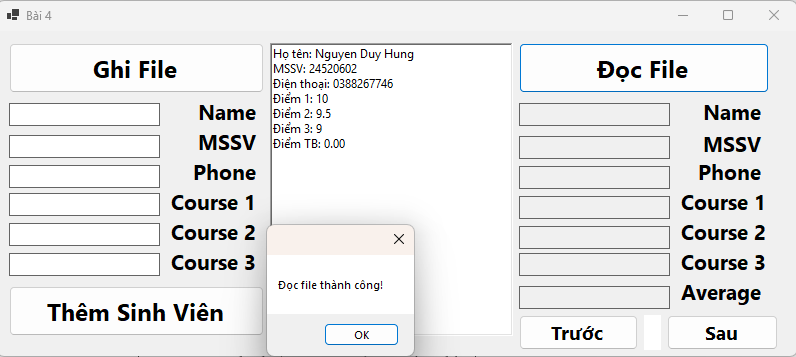 Bài 4
Ghi File
Name
MSSV
Phone
Course 1
Course 2
Course 3
Thêm Sinh Viên
Họ tên: Nguyen Duy Hung
MSSV: 24520602
Điện thoại: 0388267746
Điểm 1: 10
Điểm 2: 9.5
Điểm 3: 9
Điểm TB: 0.00
Đọc file thành công!
OK
Đọc File
Name
MSSV
Phone
Course 1
Course 2
Course 3
Average
Trước
Sau